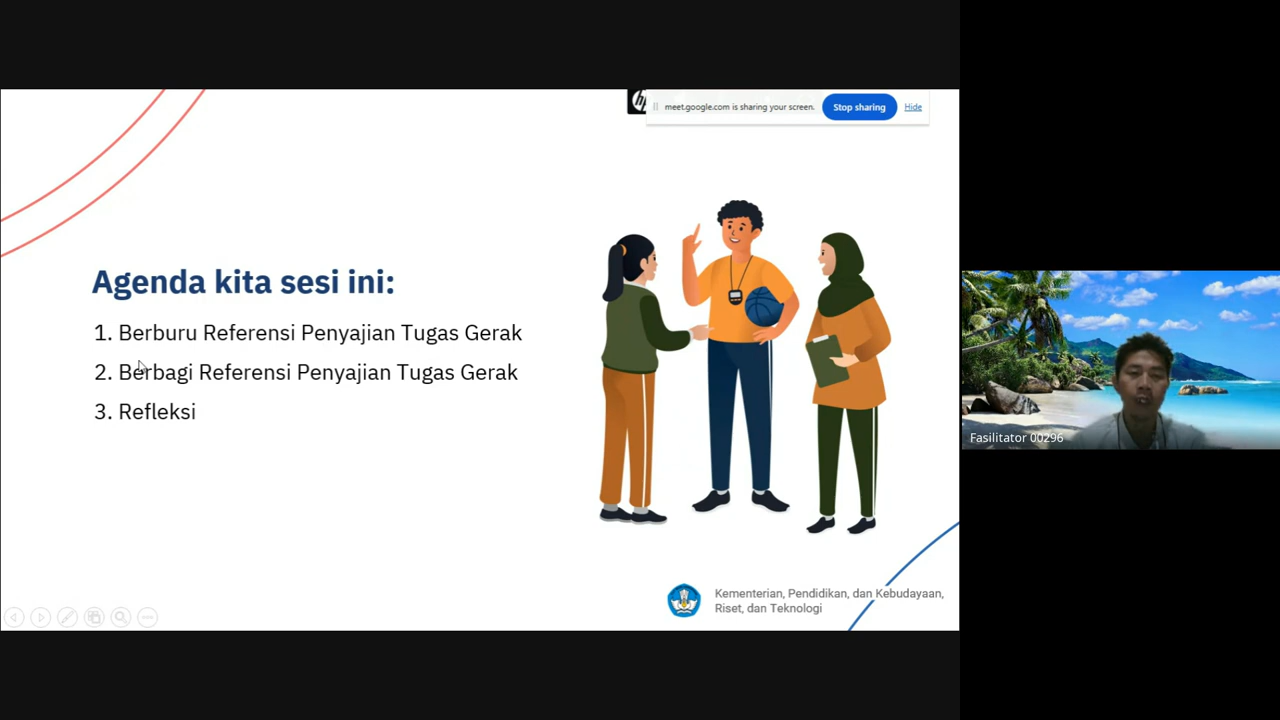 meet.google.com is sharing your screen.
Stop sharing
Hide
Agenda kita sesi ini:
1. Berburu Referensi Penyajian Tugas Gerak
2. Berbagi Referensi Penyajian Tugas Gerak
3. Refleksi
Fasilitator 00296
Kementerian, Pendidikan, dan Kebudayaan,
Riset, dan Teknologi